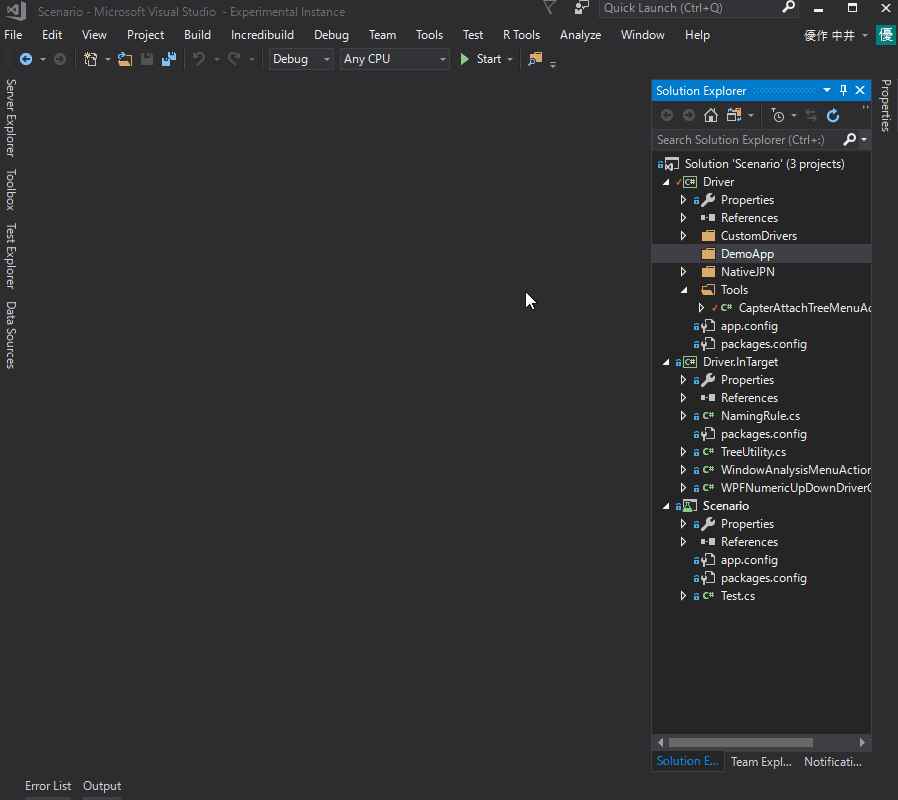 Scenario - Microsoft Visual Studio - Experimental Instance
Quick Launch (Ctrl+Q)
File Edit View Project Build Incredibuild Debug Team Tools Test R Tools Analyze Window Help
優作 中井 優
Debug Any CPU Start
Server Explorer
Toolbox
Test Explorer
Data Sources
Solution Explorer
Search Solution Explorer (Ctrl+:)
Solution 'Scenario' (3 projects)
C# Driver
Properties
References
CustomDrivers
DemoApp
NativeJPN
Tools
C# CapterAttachTreeMenuAc
app.config
packages.config
C# Driver.InTarget
Properties
References
C# NamingRule.cs
packages.config
C# TreeUtility.cs
C# WindowAnalysisMenuAction
C# WPFNumericUpDownDriverC
Scenario
Properties
References
app.config
packages.config
C# Test.cs
Solution E... Team Expl... Notificati...
Properties
Error List Output